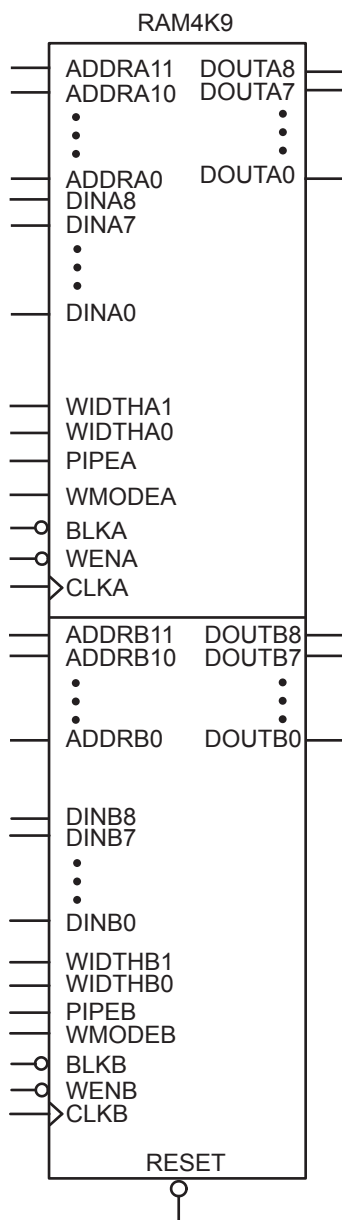 RAM4K9
ADDRA11 DOUTA8
ADDRA10 DOUTA7
ADDRA0 DOUTA0
DINA8
DINA7
DINA0
WIDTHA1
WIDTHA0
PIPEA
WMODEA
BLKA
WENA
CLKA
ADDRB11 DOUTB8
ADDRB10 DOUTB7
ADDRB0 DOUTB0
DINB8
DINB7
DINB0
WIDTHB1
WIDTHB0
PIPEB
WMODEB
BLKB
WENB
CLKB
RESET